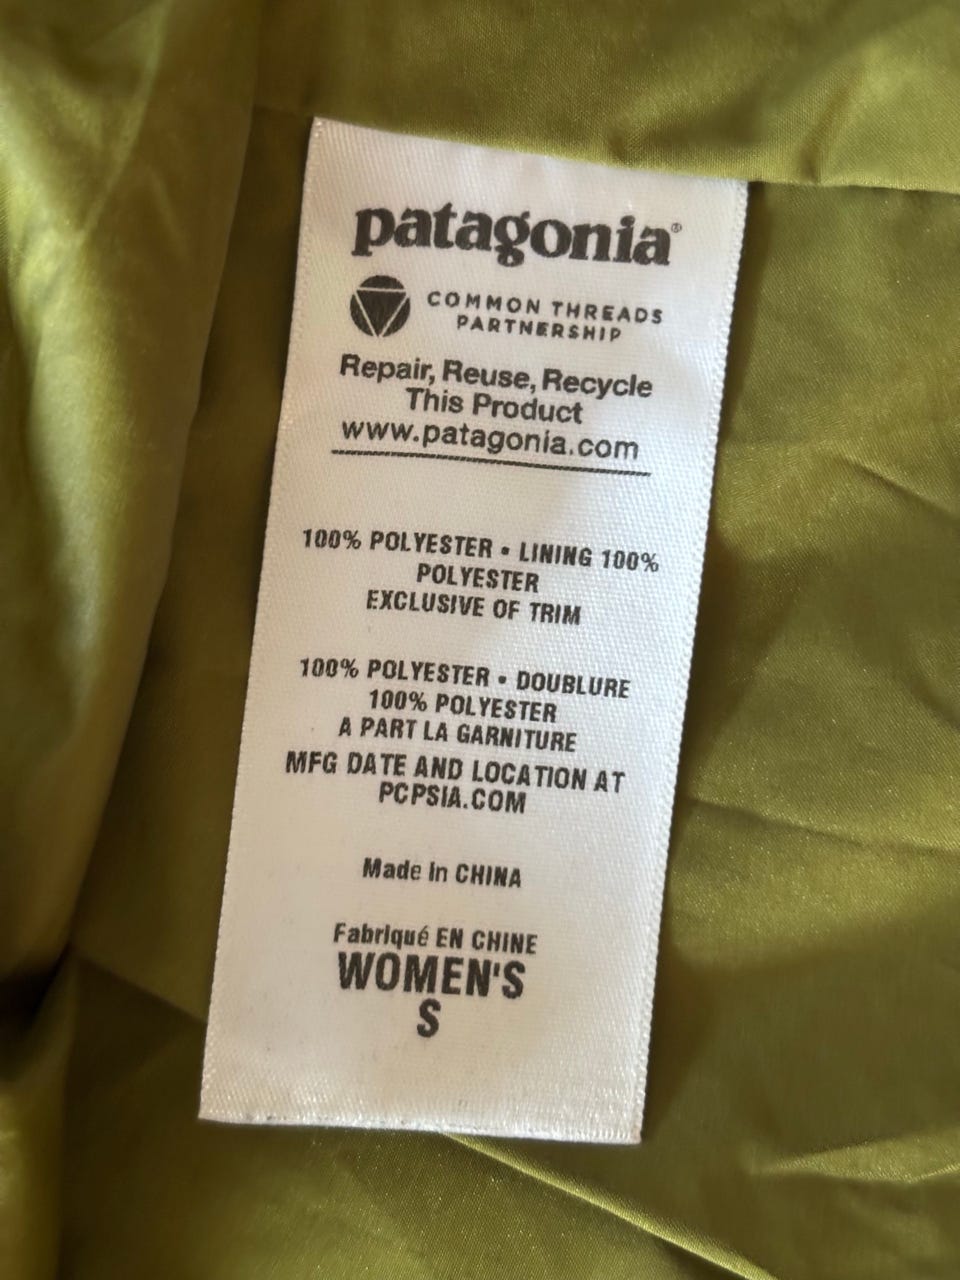 patagonia®
COMMON THREADS
PARTNERSHIP
Repair, Reuse, Recycle
This Product
www.patagonia.com
100% POLYESTER • LINING 100%
POLYESTER
EXCLUSIVE OF TRIM
100% POLYESTER • DOUBLURE
100% POLYESTER
A PART LA GARNITURE
MFG DATE AND LOCATION AT
PCPSIA.COM
Made in CHINA
Fabriqué EN CHINE
WOMEN'S
S